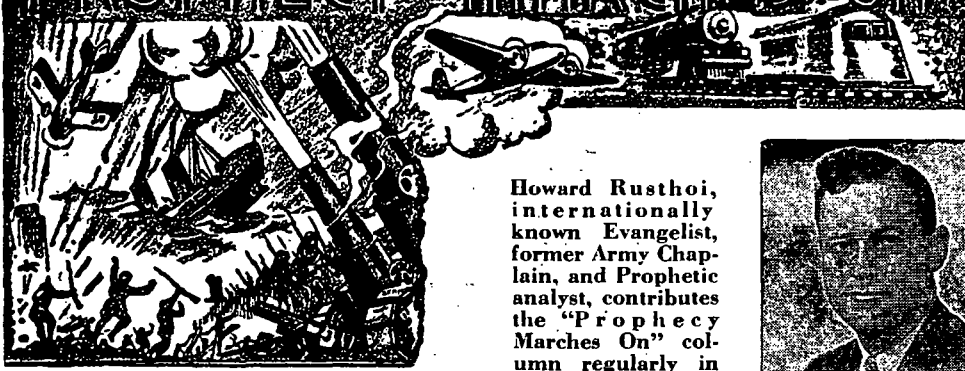 Howard Rusthoi,
internationally
known Evangelist,
former Army Chap-
lain, and Prophetic
analyst, contributes
the "Prophecy
Marches On" col-
umn regularly in